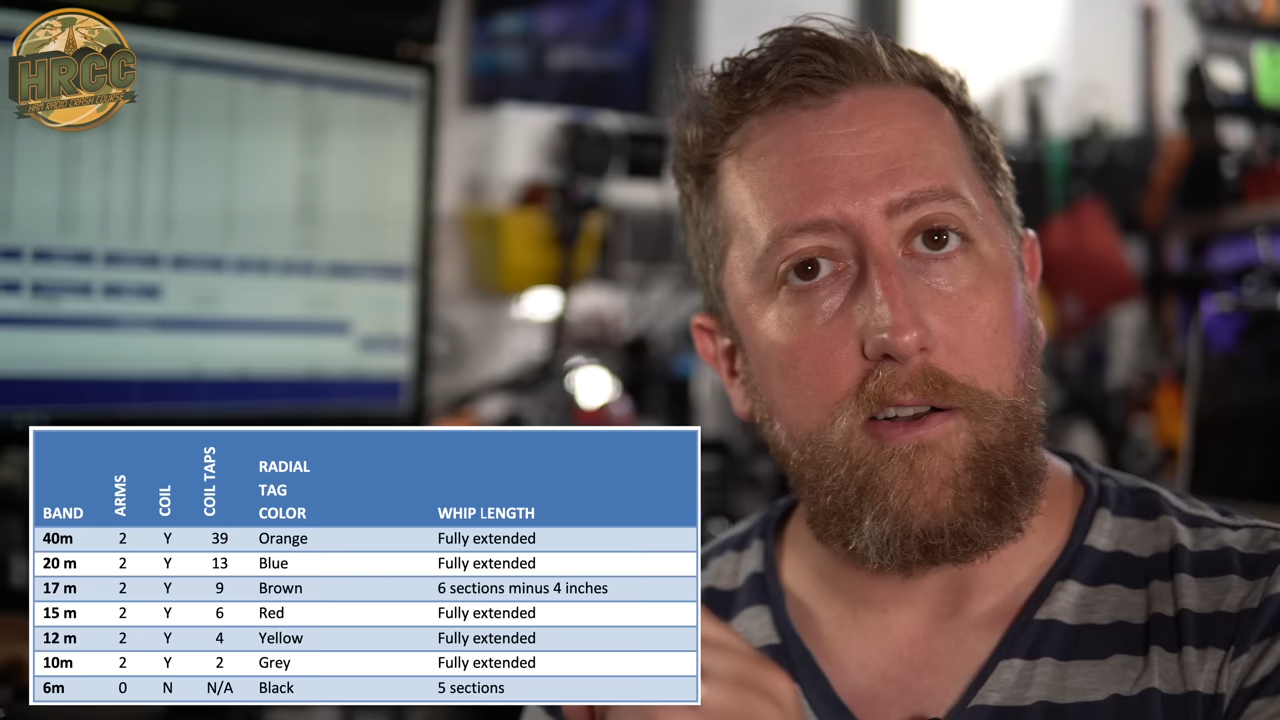 HRCC
HAM RADIO CRASH COURSE
BAND ARMS COIL COIL TAPS RADIAL TAG COLOR WHIP LENGTH
40m 2 Y 39 Orange Fully extended
20 m 2 Y 13 Blue Fully extended
17 m 2 Y 9 Brown 6 sections minus 4 inches
15 m 2 Y 6 Red Fully extended
12 m 2 Y 4 Yellow Fully extended
10m 2 Y 2 Grey Fully extended
6m 0 N N/A Black 5 sections